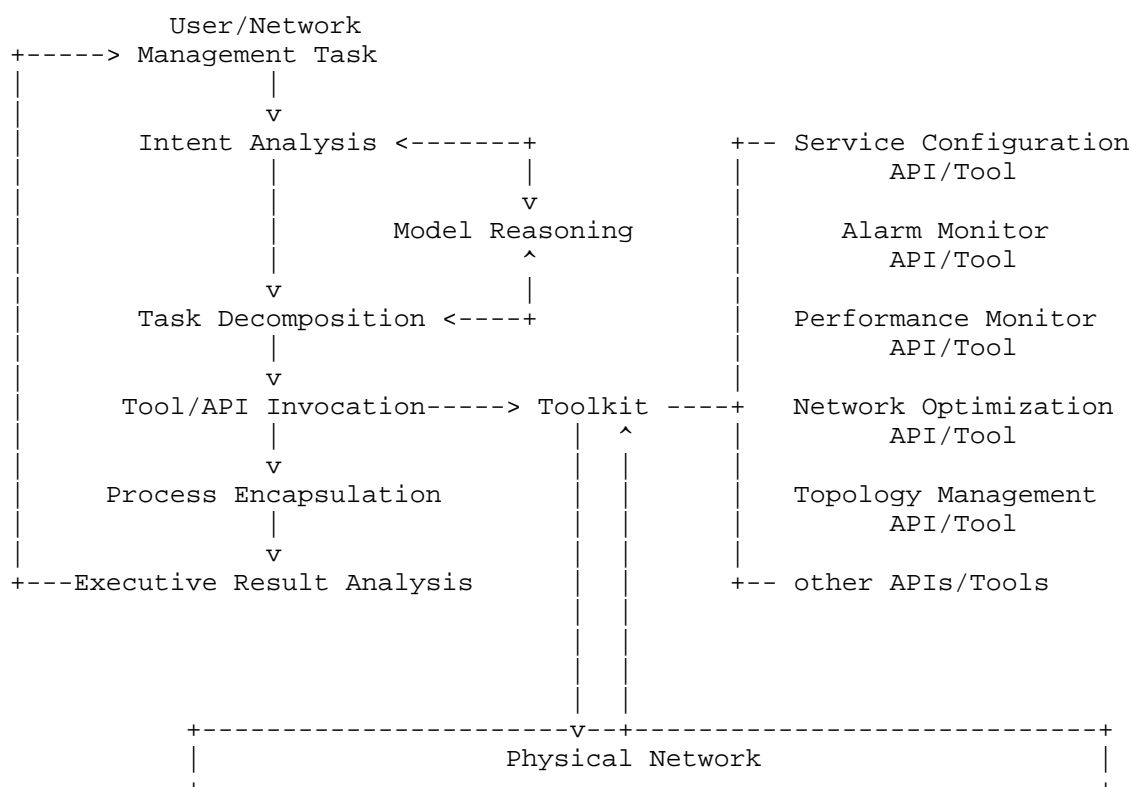 User/Network
+-----> Management Task
|                |
|                v
|       Intent Analysis <-------+            +-- Service Configuration
|                |               |            |         API/Tool
|                |               v            |
|                |       Model Reasoning      |      Alarm Monitor
|                |               ^            |         API/Tool
|                v               |            |
|       Task Decomposition <----+            |   Performance Monitor
|                |                            |         API/Tool
|                v                            |
|      Tool/API Invocation-----> Toolkit ----+   Network Optimization
|                |                  |  ^      |         API/Tool
|                v                  |  |      |
|     Process Encapsulation         |  |      |   Topology Management
|                |                  |  |      |         API/Tool
|                v                  |  |      |
+---Executive Result Analysis       |  |      +-- other APIs/Tools
                                    |  |
                                    |  |
                                    |  |
                                    |  |
           +-----------------------v--+------------------------------+
           |                   Physical Network                      |